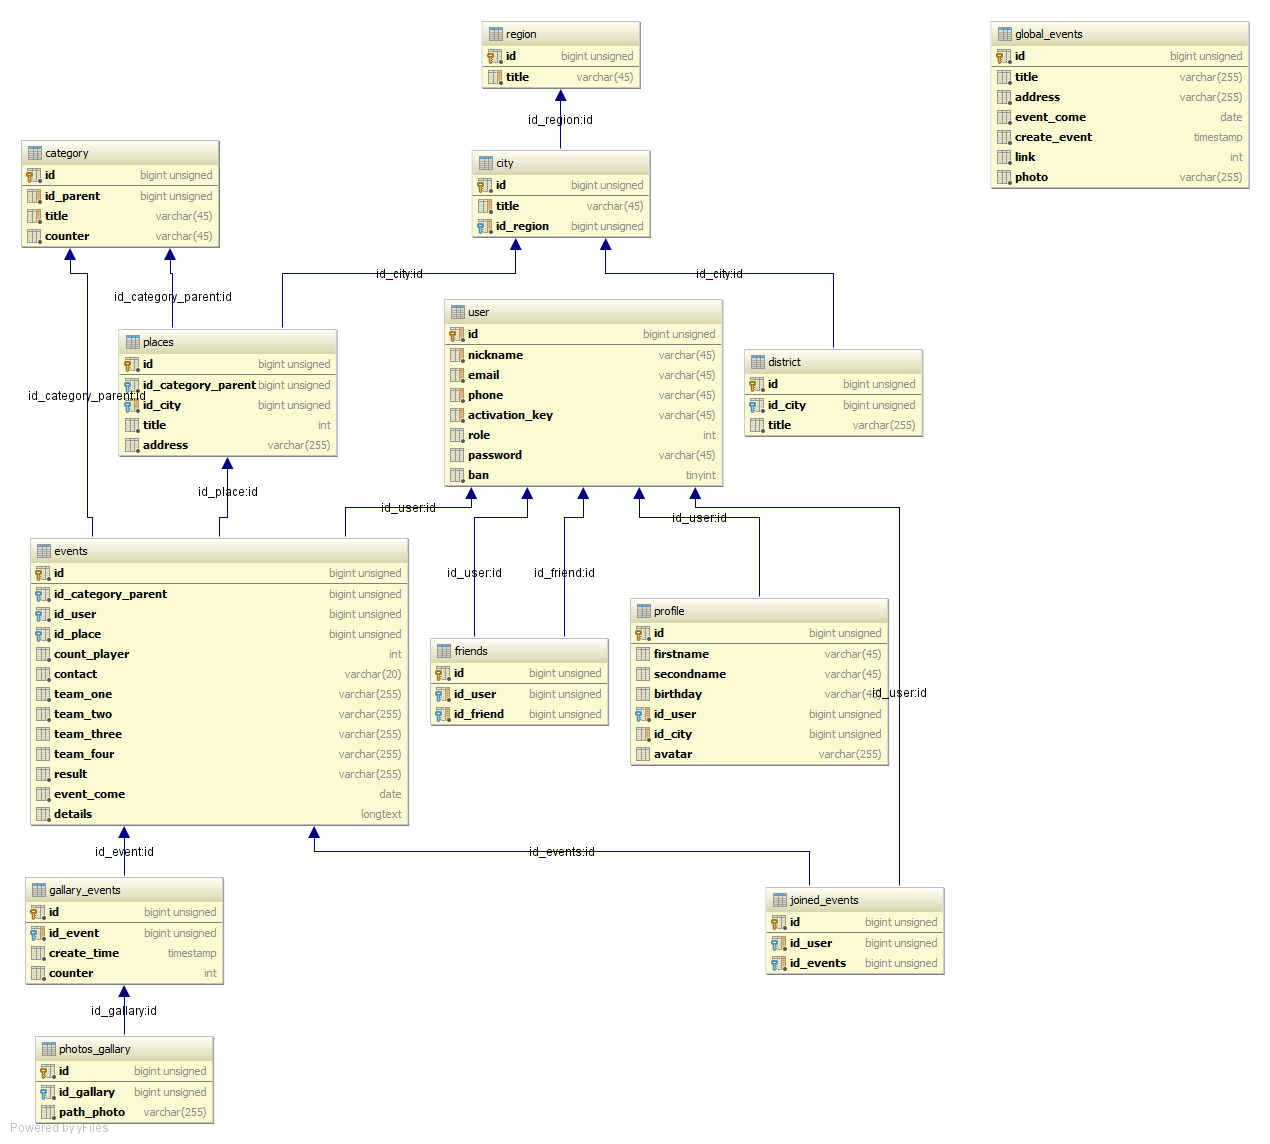 region
id bigint unsigned
title varchar(45)
id_region:id
global_events
id bigint unsigned
title varchar(255)
address varchar(255)
event_come date
create_event timestamp
link int
photo varchar(255)
category
id bigint unsigned
id_parent bigint unsigned
title varchar(45)
counter varchar(45)
city
id bigint unsigned
title varchar(45)
id_region bigint unsigned
id_city:id
id_city:id
id_category_parent:id
id_category_parent:id
places
id bigint unsigned
id_category_parent bigint unsigned
id_city bigint unsigned
title int
address varchar(255)
user
id bigint unsigned
nickname varchar(45)
email varchar(45)
phone varchar(45)
activation_key varchar(45)
role int
password varchar(45)
ban tinyint
district
id bigint unsigned
id_city bigint unsigned
title varchar(255)
id_place:id
id_user:id
id_user:id
id_user:id
id_friend:id
events
id bigint unsigned
id_category_parent bigint unsigned
id_user bigint unsigned
id_place bigint unsigned
count_player int
contact varchar(20)
team_one varchar(255)
team_two varchar(255)
team_three varchar(255)
team_four varchar(255)
result varchar(255)
event_come date
details longtext
friends
id bigint unsigned
id_user bigint unsigned
id_friend bigint unsigned
profile
id bigint unsigned
firstname varchar(45)
secondname varchar(45)
birthday varchar(45)
id_user bigint unsigned
id_city bigint unsigned
avatar varchar(255)
id_user:id
id_event:id
id_events:id
gallary_events
id bigint unsigned
id_event bigint unsigned
create_time timestamp
counter int
joined_events
id bigint unsigned
id_user bigint unsigned
id_events bigint unsigned
id_gallary:id
photos_gallary
id bigint unsigned
id_gallary bigint unsigned
path_photo varchar(255)
Powered by yFiles